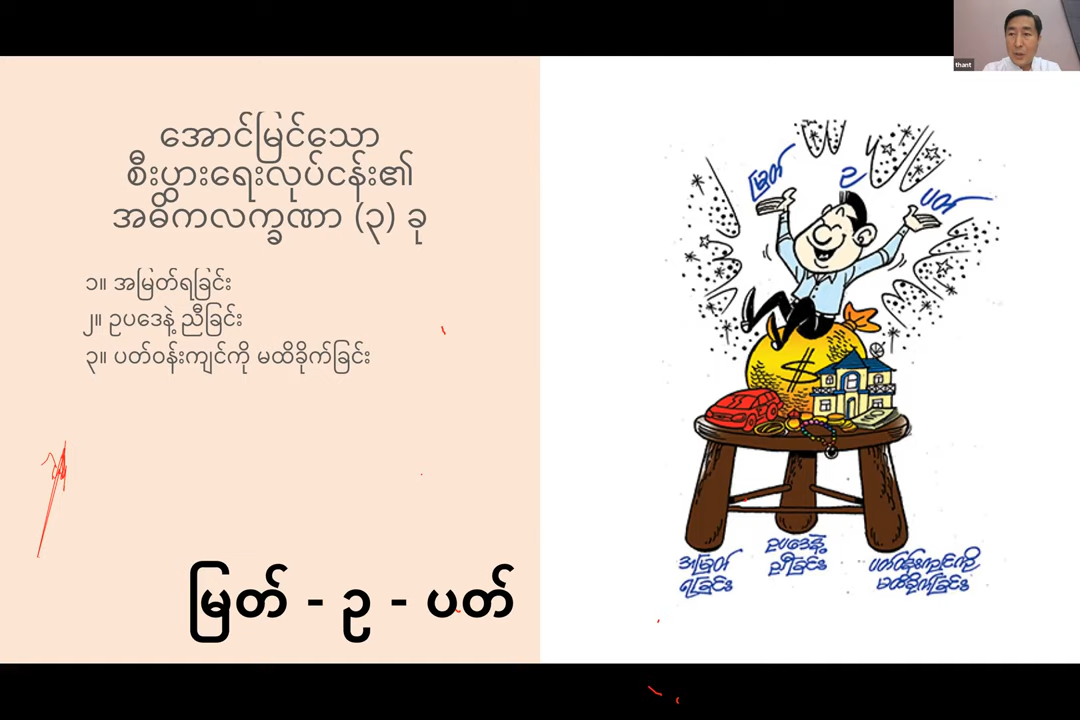 thant
အောင်မြင်သော
စီးပွားရေးလုပ်ငန်း၏
အဓိကလက္ခဏာ (၃) ခု
၁။ အမြတ်ရခြင်း
၂။ ဥပဒေနဲ့ ညီခြင်း
၃။ ပတ်ဝန်းကျင်ကို မထိခိုက်ခြင်း
မြတ် - ဥ - ပတ်
မြတ် ဥ ပတ်
$
အမြတ်
ရခြင်း
ဥပဒေနဲ့
ညီခြင်း
ပတ်ဝန်းကျင်ကို
မထိခိုက်ခြင်း